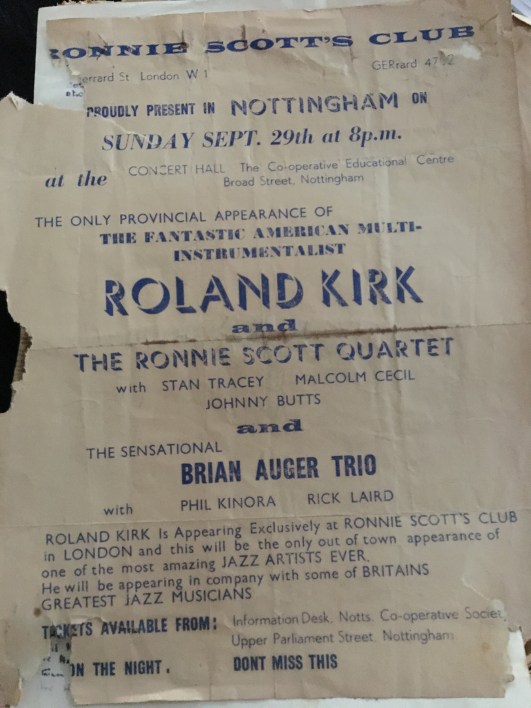 RONNIE SCOTT'S CLUB
Gerrard St. London W1 GERrard 47
PROUDLY PRESENT IN NOTTINGHAM ON
SUNDAY SEPT. 29th at 8p.m.
at the CONCERT HALL The Co-operative Educational Centre
Broad Street, Nottingham
THE ONLY PROVINCIAL APPEARANCE OF
THE FANTASTIC AMERICAN MULTI-
INSTRUMENTALIST
ROLAND KIRK
and
THE RONNIE SCOTT QUARTET
with STAN TRACEY MALCOLM CECIL
JOHNNY BUTTS
and
THE SENSATIONAL
BRIAN AUGER TRIO
with PHIL KINORA RICK LAIRD
ROLAND KIRK Is Appearing Exclusively at RONNIE SCOTT'S CLUB
in LONDON and this will be the only out of town appearance of
one of the most amazing JAZZ ARTISTS EVER.
He will be appearing in company with some of BRITAINS
GREATEST JAZZ MUSICIANS
TICKETS AVAILABLE FROM: Information Desk, Notts. Co-operative Society,
Upper Parliament Street, Nottingham
ON THE NIGHT. DONT MISS THIS